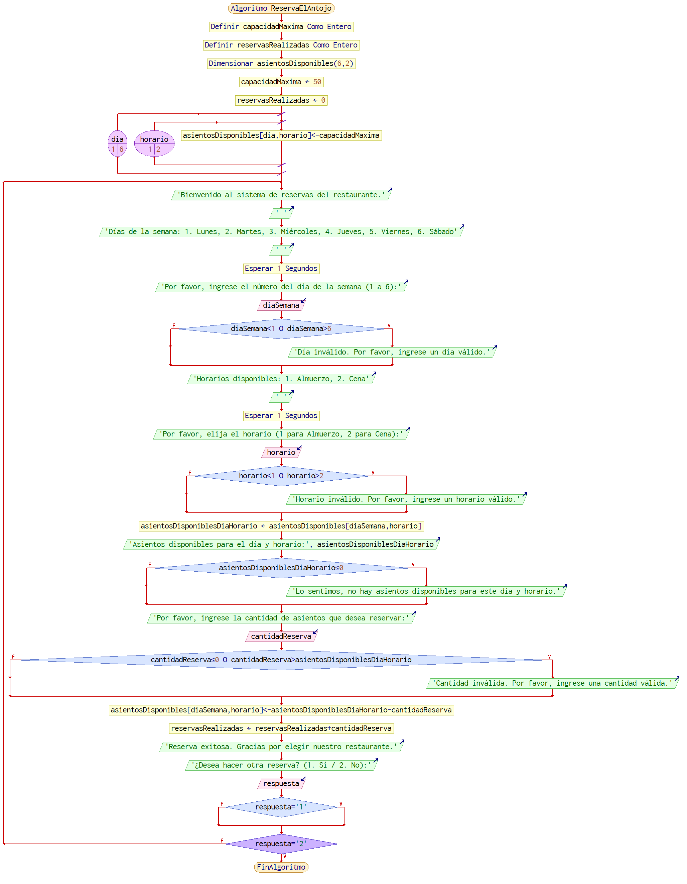 Algoritmo ReservaElAntojo
Definir capacidadMaxima Como Entero
Definir reservasRealizadas Como Entero
Dimensionar asientosDisponibles(6,2)
capacidadMaxima ← 50
reservasRealizadas ← 0
dia
1 6
horario
1 2
asientosDisponibles[dia,horario]<-capacidadMaxima
'Bienvenido al sistema de reservas del restaurante.'
' '
'Días de la semana: 1. Lunes, 2. Martes, 3. Miércoles, 4. Jueves, 5. Viernes, 6. Sábado'
' '
Esperar 1 Segundos
'Por favor, ingrese el número del día de la semana (1 a 6):'
diaSemana
F diaSemana<1 O diaSemana>6 V
'Día inválido. Por favor, ingrese un día válido.'
'Horarios disponibles: 1. Almuerzo, 2. Cena'
' '
Esperar 1 Segundos
'Por favor, elija el horario (1 para Almuerzo, 2 para Cena):'
horario
F horario<1 O horario>2 V
'Horario inválido. Por favor, ingrese un horario válido.'
asientosDisponiblesDiaHorario ← asientosDisponibles[diaSemana,horario]
'Asientos disponibles para el día y horario:', asientosDisponiblesDiaHorario
F asientosDisponiblesDiaHorario=0 V
'Lo sentimos, no hay asientos disponibles para este día y horario.'
'Por favor, ingrese la cantidad de asientos que desea reservar:'
cantidadReserva
F cantidadReserva≤0 O cantidadReserva>asientosDisponiblesDiaHorario V
'Cantidad inválida. Por favor, ingrese una cantidad válida.'
asientosDisponibles[diaSemana,horario]<-asientosDisponiblesDiaHorario-cantidadReserva
reservasRealizadas ← reservasRealizadas+cantidadReserva
'Reserva exitosa. Gracias por elegir nuestro restaurante.'
'¿Desea hacer otra reserva? (1. Sí / 2. No):'
respuesta
F respuesta='1' V
F respuesta='2'
V
FinAlgoritmo